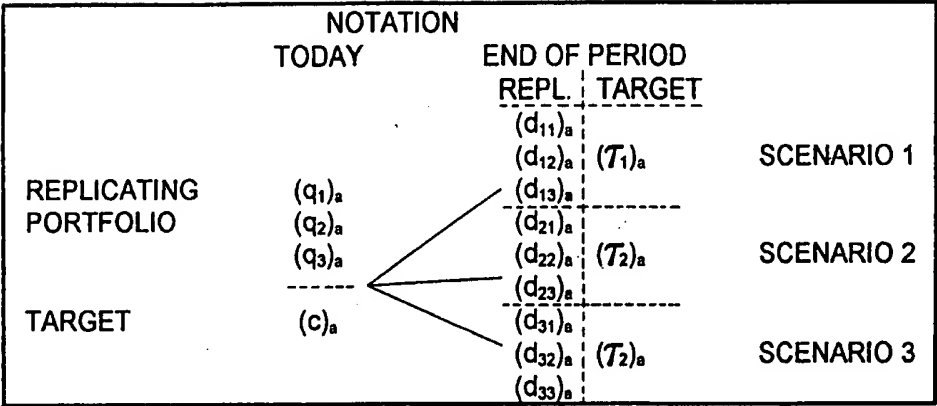 NOTATION
TODAY END OF PERIOD
REPL. TARGET
(d₁₁)ₐ
(d₁₂)ₐ (𝒯₁)ₐ SCENARIO 1
REPLICATING (q₁)ₐ (d₁₃)ₐ
PORTFOLIO (q₂)ₐ (d₂₁)ₐ
(q₃)ₐ (d₂₂)ₐ (𝒯₂)ₐ SCENARIO 2
(d₂₃)ₐ
TARGET (c)ₐ (d₃₁)ₐ
(d₃₂)ₐ (𝒯₂)ₐ SCENARIO 3
(d₃₃)ₐ